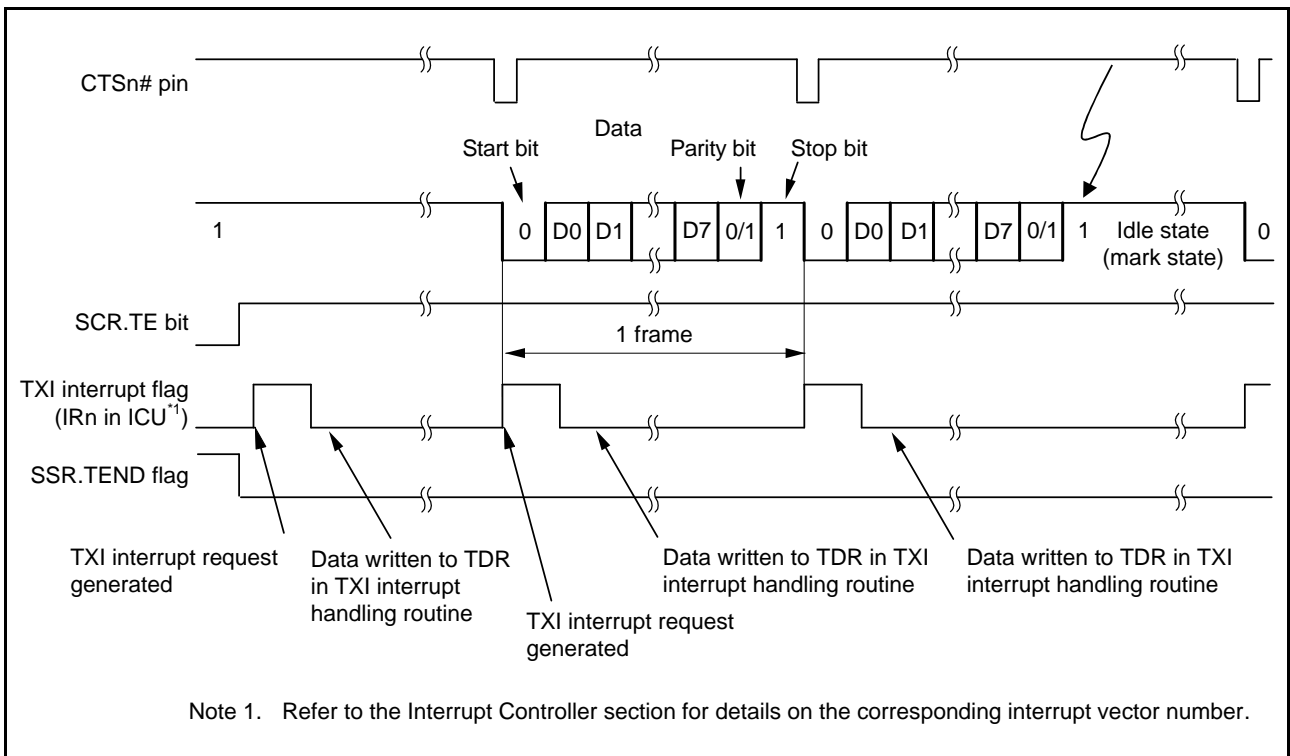 CTSn# pin
Data
Start bit
Parity bit
Stop bit
1
0
D0
D1
D7
0/1
1
0
D0
D1
D7
0/1
1
Idle state
(mark state)
0
SCR.TE bit
1 frame
TXI interrupt flag
(IRn in ICU*1)
SSR.TEND flag
TXI interrupt request
generated
Data written to TDR
in TXI interrupt
handling routine
TXI interrupt request
generated
Data written to TDR in TXI
interrupt handling routine
Data written to TDR in TXI
interrupt handling routine
Note 1. Refer to the Interrupt Controller section for details on the corresponding interrupt vector number.